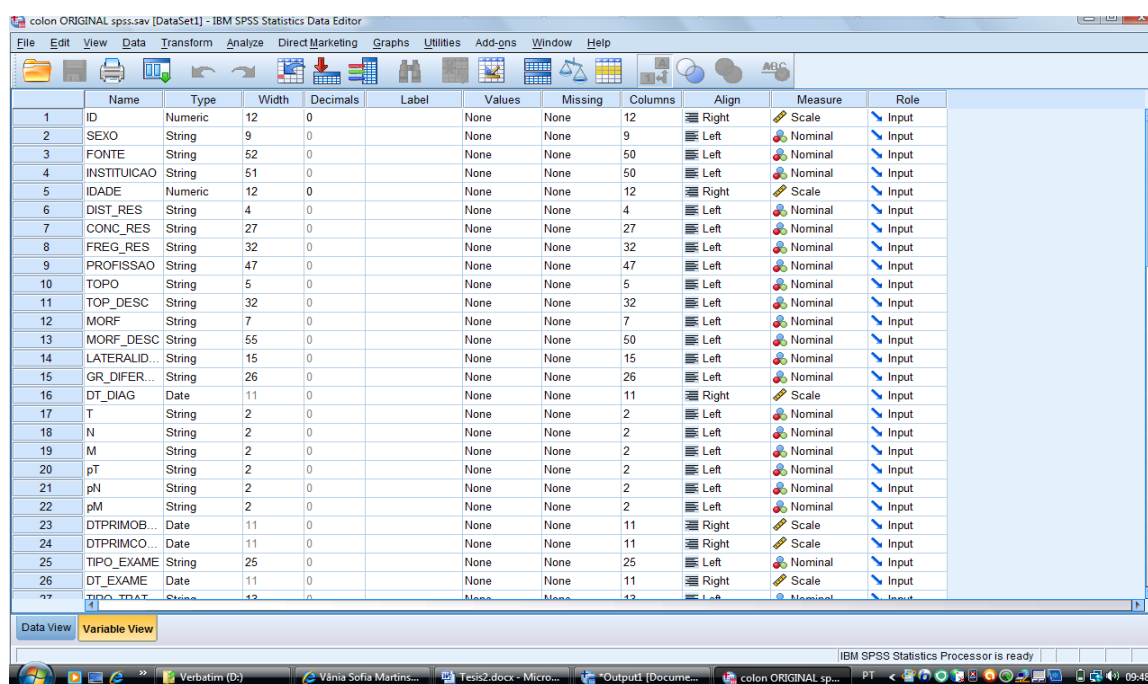 colon ORIGINAL spss.sav [DataSet1] - IBM SPSS Statistics Data Editor
File Edit View Data Transform Analyze Direct Marketing Graphs Utilities Add-ons Window Help
Name Type Width Decimals Label Values Missing Columns Align Measure Role
1 ID Numeric 12 0 None None 12 Right Scale Input
2 SEXO String 9 0 None None 9 Left Nominal Input
3 FONTE String 52 0 None None 50 Left Nominal Input
4 INSTITUICAO String 51 0 None None 50 Left Nominal Input
5 IDADE Numeric 12 0 None None 12 Right Scale Input
6 DIST_RES String 4 0 None None 4 Left Nominal Input
7 CONC_RES String 27 0 None None 27 Left Nominal Input
8 FREG_RES String 32 0 None None 32 Left Nominal Input
9 PROFISSAO String 47 0 None None 47 Left Nominal Input
10 TOPO String 5 0 None None 5 Left Nominal Input
11 TOP_DESC String 32 0 None None 32 Left Nominal Input
12 MORF String 7 0 None None 7 Left Nominal Input
13 MORF_DESC String 55 0 None None 50 Left Nominal Input
14 LATERALID... String 15 0 None None 15 Left Nominal Input
15 GR_DIFER... String 26 0 None None 26 Left Nominal Input
16 DT_DIAG Date 11 0 None None 11 Right Scale Input
17 T String 2 0 None None 2 Left Nominal Input
18 N String 2 0 None None 2 Left Nominal Input
19 M String 2 0 None None 2 Left Nominal Input
20 pT String 2 0 None None 2 Left Nominal Input
21 pN String 2 0 None None 2 Left Nominal Input
22 pM String 2 0 None None 2 Left Nominal Input
23 DTPRIMOB... Date 11 0 None None 11 Right Scale Input
24 DTPRIMCO... Date 11 0 None None 11 Right Scale Input
25 TIPO_EXAME String 25 0 None None 25 Left Nominal Input
26 DT_EXAME Date 11 0 None None 11 Right Scale Input
27 TIPO_TRAT String 13 0 None None 13 Left Nominal Input
Data View Variable View
IBM SPSS Statistics Processor is ready
Verbatim (D:) Vânia Sofia Martins... Tesis2.docx - Micro... *Output1 [Docume... colon ORIGINAL sp... PT